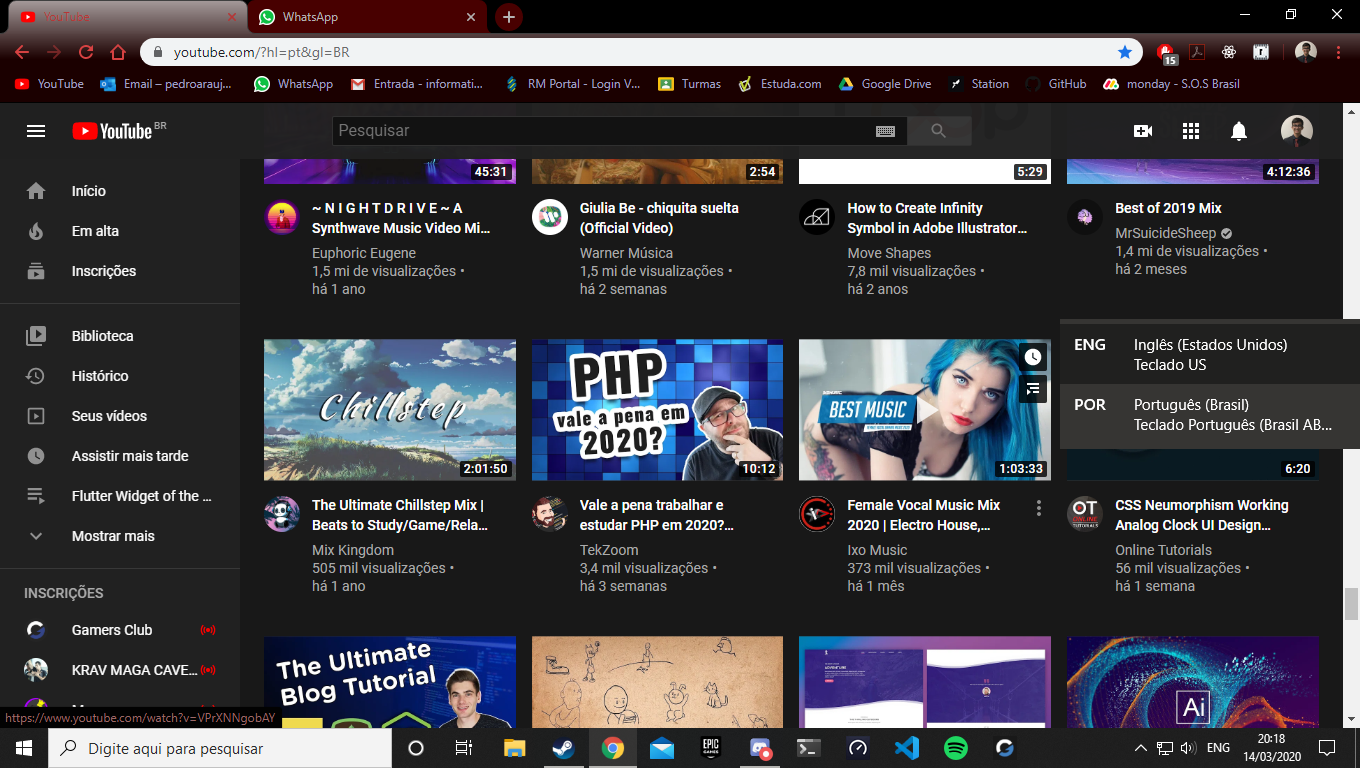 YouTube
WhatsApp
youtube.com/?hl=pt&gl=BR
15
YouTube
Email – pedroarauj...
WhatsApp
Entrada - informati...
RM Portal - Login V...
Turmas
Estuda.com
Google Drive
Station
GitHub
monday - S.O.S Brasil
YouTube BR
Pesquisar
Início
Em alta
Inscrições
Biblioteca
Histórico
Seus vídeos
Assistir mais tarde
Flutter Widget of the ...
Mostrar mais
INSCRIÇÕES
Gamers Club
KRAV MAGA CAVE...
45:31
~ N I G H T D R I V E ~ A
Synthwave Music Video Mi...
Euphoric Eugene
1,5 mi de visualizações •
há 1 ano
2:54
Giulia Be - chiquita suelta
(Official Video)
Warner Música
1,5 mi de visualizações •
há 2 semanas
5:29
How to Create Infinity
Symbol in Adobe Illustrator...
Move Shapes
7,8 mil visualizações •
há 2 anos
4:12:36
Best of 2019 Mix
MrSuicideSheep
1,4 mi de visualizações •
há 2 meses
ENG
Inglês (Estados Unidos)
Teclado US
POR
Português (Brasil)
Teclado Português (Brasil AB...
Chillstep
2:01:50
The Ultimate Chillstep Mix |
Beats to Study/Game/Rela...
Mix Kingdom
505 mil visualizações •
há 1 ano
PHP
vale a pena em
2020?
10:12
Vale a pena trabalhar e
estudar PHP em 2020?...
TekZoom
3,4 mil visualizações •
há 3 semanas
BEST MUSIC
1:03:33
Female Vocal Music Mix
2020 | Electro House,...
Ixo Music
373 mil visualizações •
há 1 mês
6:20
OT
ONLINE
TUTORIALS
CSS Neumorphism Working
Analog Clock UI Design...
Online Tutorials
56 mil visualizações •
há 1 semana
The Ultimate
Blog Tutorial
Ai
https://www.youtube.com/watch?v=VPrXNNgobAY
Digite aqui para pesquisar
EPIC
GAMES
ENG
20:18
14/03/2020